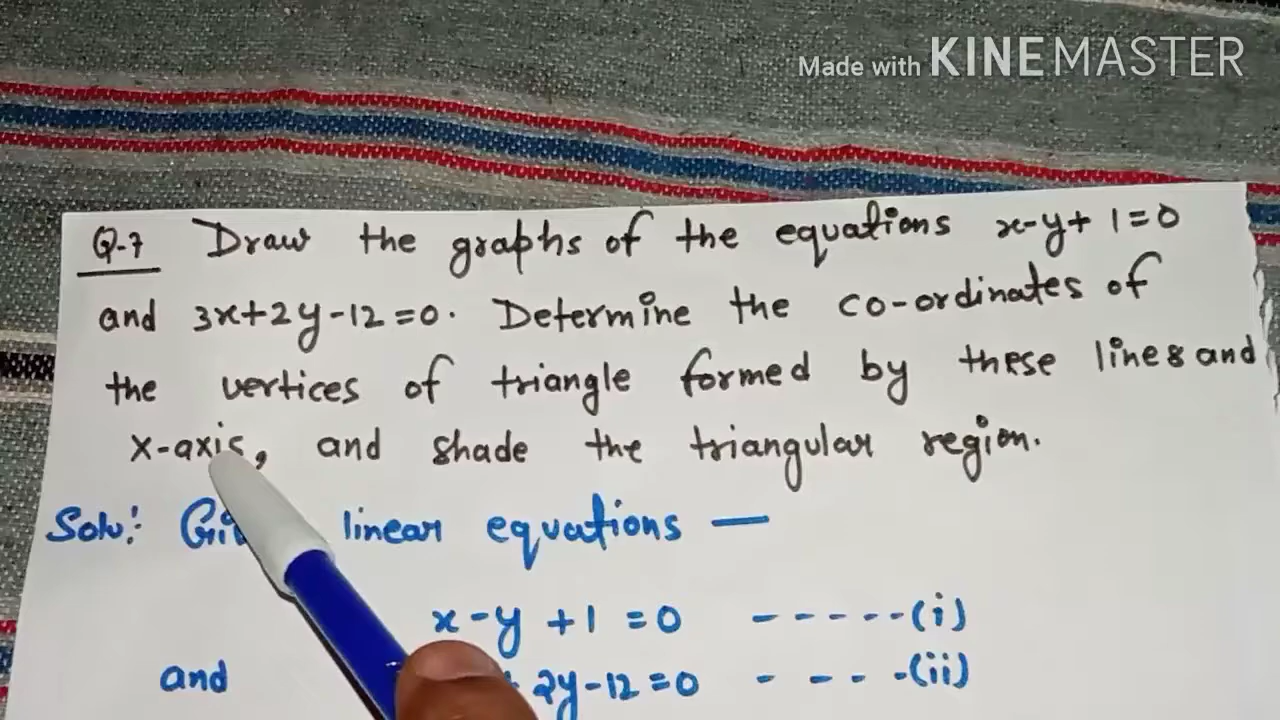 Made with KINEMASTER
Q-7 Draw the graphs of the equations x-y+1=0
and 3x+2y-12=0. Determine the co-ordinates of
the vertices of triangle formed by these lines and
x-axis, and shade the triangular region.
Solv: linear equations —
x-y+1=0 -----(i)
and 2y-12=0 - - - -(ii)